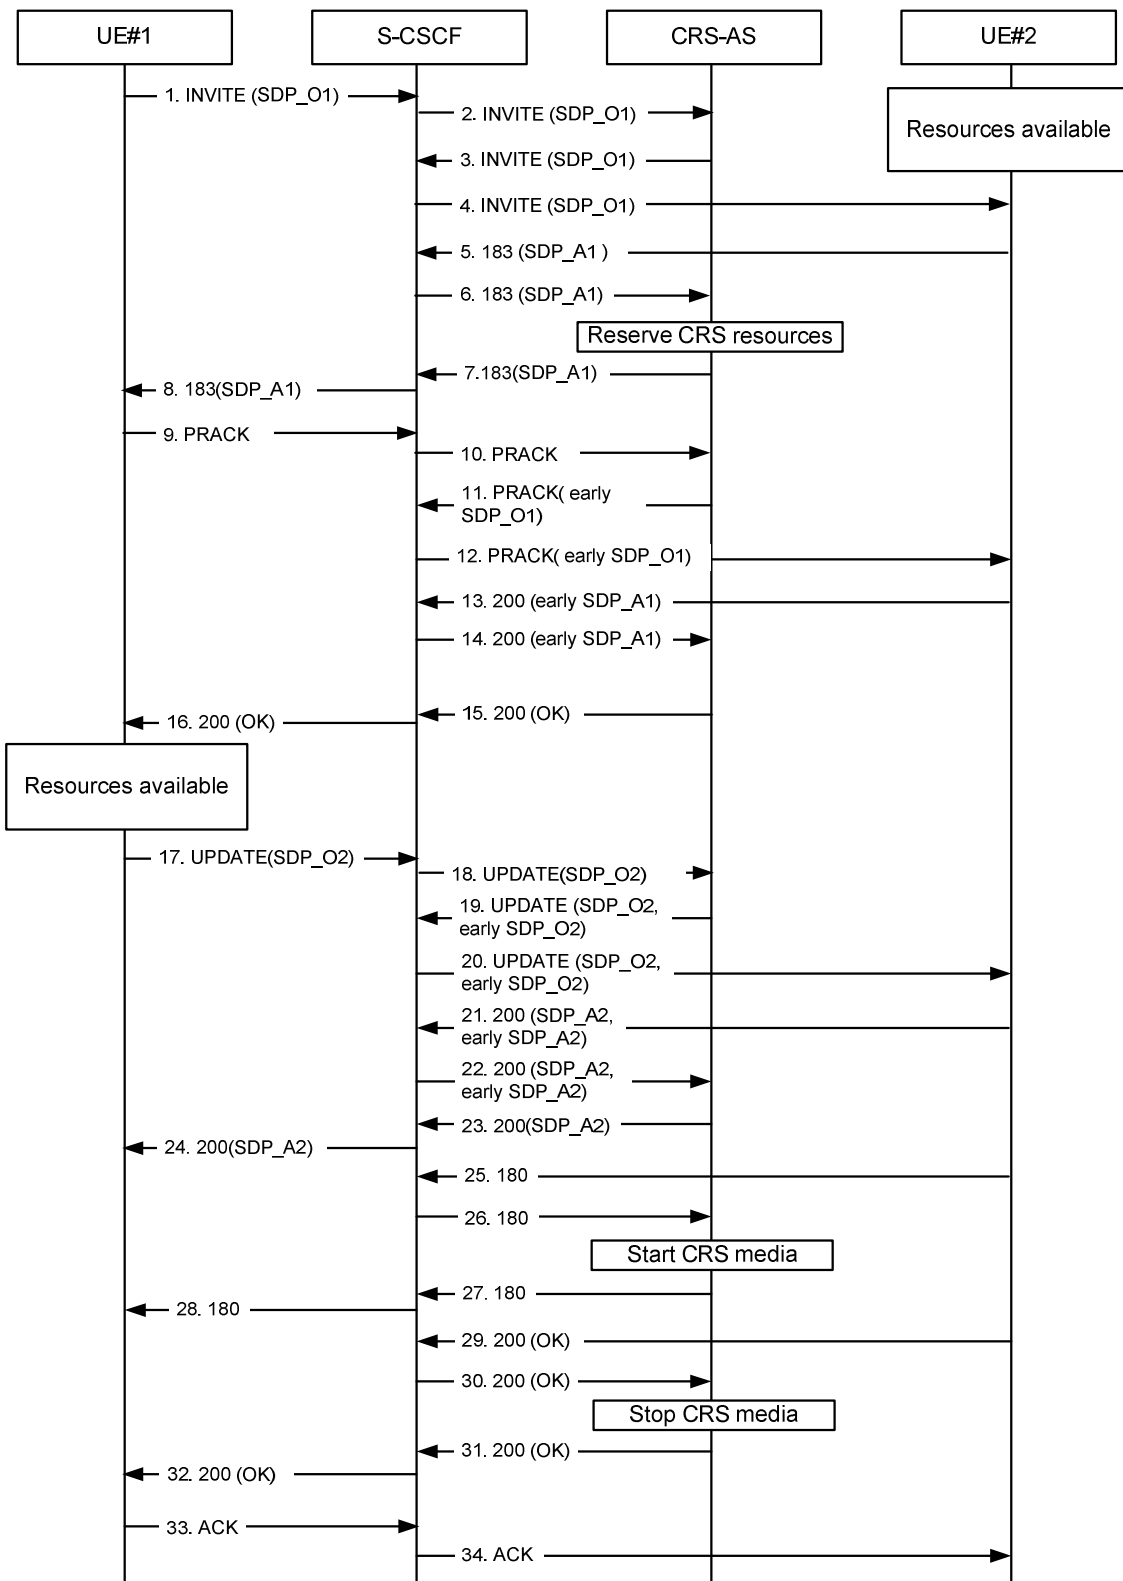 UE#1
S-CSCF
CRS-AS
UE#2
1. INVITE (SDP_O1)
2. INVITE (SDP_O1)
Resources available
3. INVITE (SDP_O1)
4. INVITE (SDP_O1)
5. 183 (SDP_A1 )
6. 183 (SDP_A1)
Reserve CRS resources
7.183(SDP_A1)
8. 183(SDP_A1)
9. PRACK
10. PRACK
11. PRACK( early
SDP_O1)
12. PRACK( early SDP_O1)
13. 200 (early SDP_A1)
14. 200 (early SDP_A1)
15. 200 (OK)
16. 200 (OK)
Resources available
17. UPDATE(SDP_O2)
18. UPDATE(SDP_O2)
19. UPDATE (SDP_O2,
early SDP_O2)
20. UPDATE (SDP_O2,
early SDP_O2)
21. 200 (SDP_A2,
early SDP_A2)
22. 200 (SDP_A2,
early SDP_A2)
23. 200(SDP_A2)
24. 200(SDP_A2)
25. 180
26. 180
Start CRS media
27. 180
28. 180
29. 200 (OK)
30. 200 (OK)
Stop CRS media
31. 200 (OK)
32. 200 (OK)
33. ACK
34. ACK